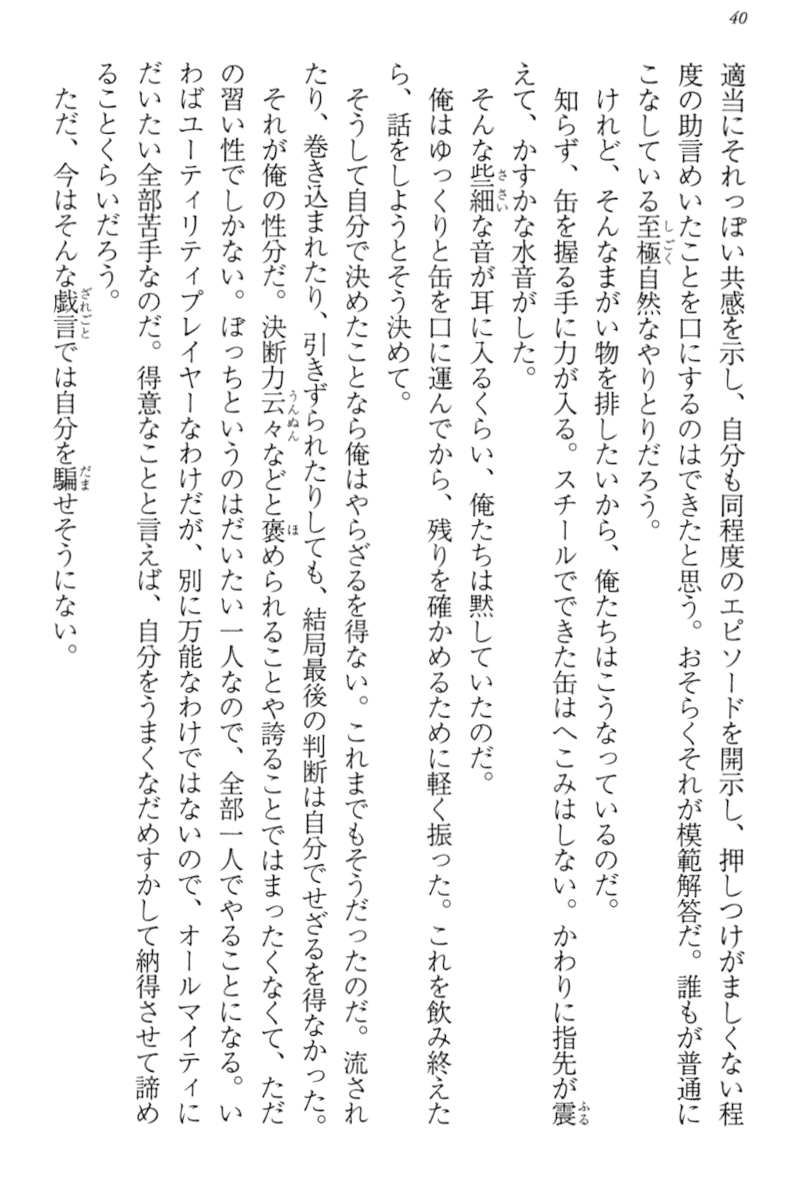 40
適当にそれっぽい共感を示し、自分も同程度のエピソードを開示し、押しつけがましくない程
度の助言めいたことを口にするのはできたと思う。おそらくそれが模範解答だ。誰もが普通に
こなしている至極自然なやりとりだろう。
けれど、そんなまがい物を排したいから、俺たちはこうなっているのだ。
知らず、缶を握る手に力が入る。スチールでできた缶はへこみはしない。かわりに指先が震
えて、かすかな水音がした。
そんな些細な音が耳に入るくらい、俺たちは黙していたのだ。
俺はゆっくりと缶を口に運んでから、残りを確かめるために軽く振った。これを飲み終えた
ら、話をしようとそう決めて。
そうして自分で決めたことなら俺はやらざるを得ない。これまでもそうだったのだ。流され
たり、巻き込まれたり、引きずられたりしても、結局最後の判断は自分でせざるを得なかった。
それが俺の性分だ。決断力云々などと褒められることや誇ることではまったくなくて、ただ
の習い性でしかない。ぼっちというのはだいたい一人なので、全部一人でやることになる。い
わばユーティリティプレイヤーなわけだが、別に万能なわけではないので、オールマイティに
だいたい全部苦手なのだ。得意なことと言えば、自分をうまくなだめすかして納得させて諦め
ることくらいだろう。
ただ、今はそんな戯言では自分を騙せそうにない。